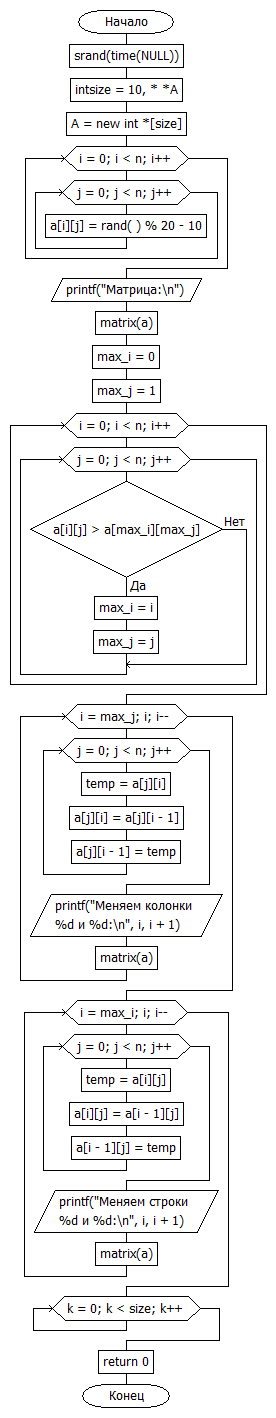 Начало
srand(time(NULL))
intsize = 10, * *A
A = new int *[size]
i = 0; i < n; i++
j = 0; j < n; j++
a[i][j] = rand( ) % 20 - 10
printf("Матрица:\n")
matrix(a)
max_i = 0
max_j = 1
i = 0; i < n; i++
j = 0; j < n; j++
a[i][j] > a[max_i][max_j]
Нет
Да
max_i = i
max_j = j
i = max_j; i; i--
j = 0; j < n; j++
temp = a[j][i]
a[j][i] = a[j][i - 1]
a[j][i - 1] = temp
printf("Меняем колонки
%d и %d:\n", i, i + 1)
matrix(a)
i = max_i; i; i--
j = 0; j < n; j++
temp = a[i][j]
a[i][j] = a[i - 1][j]
a[i - 1][j] = temp
printf("Меняем строки
%d и %d:\n", i, i + 1)
matrix(a)
k = 0; k < size; k++
return 0
Конец